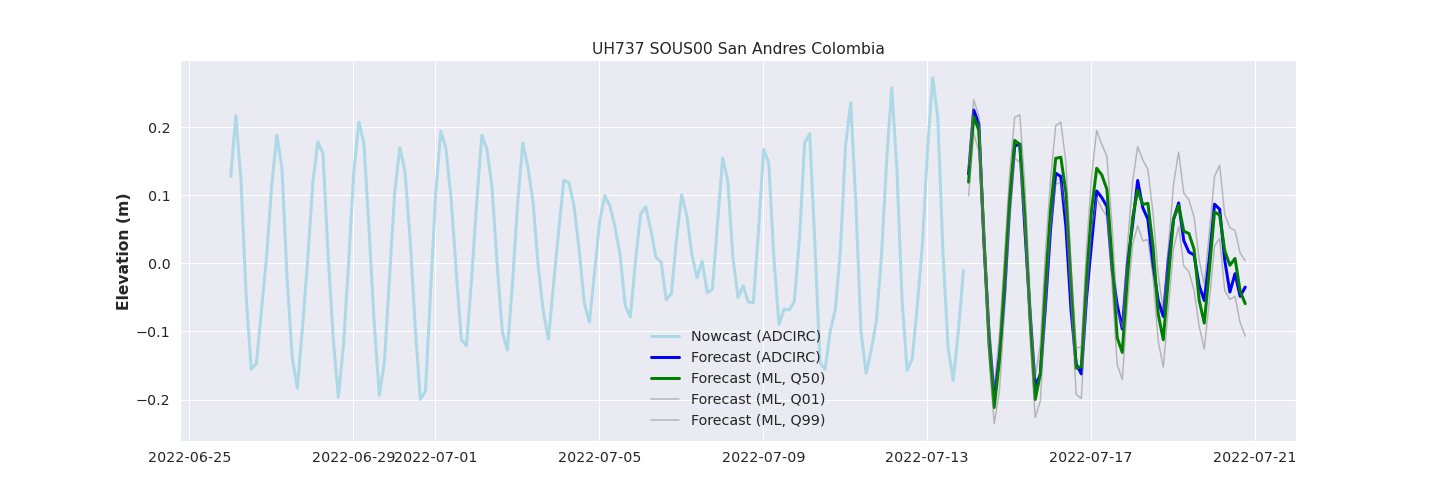 UH737 SOUS00 San Andres Colombia
Elevation (m)
0.2
0.1
0.0
−0.1
−0.2
Nowcast (ADCIRC)
Forecast (ADCIRC)
Forecast (ML, Q50)
Forecast (ML, Q01)
Forecast (ML, Q99)
2022-06-25 2022-06-29 2022-07-01 2022-07-05 2022-07-09 2022-07-13 2022-07-17 2022-07-21